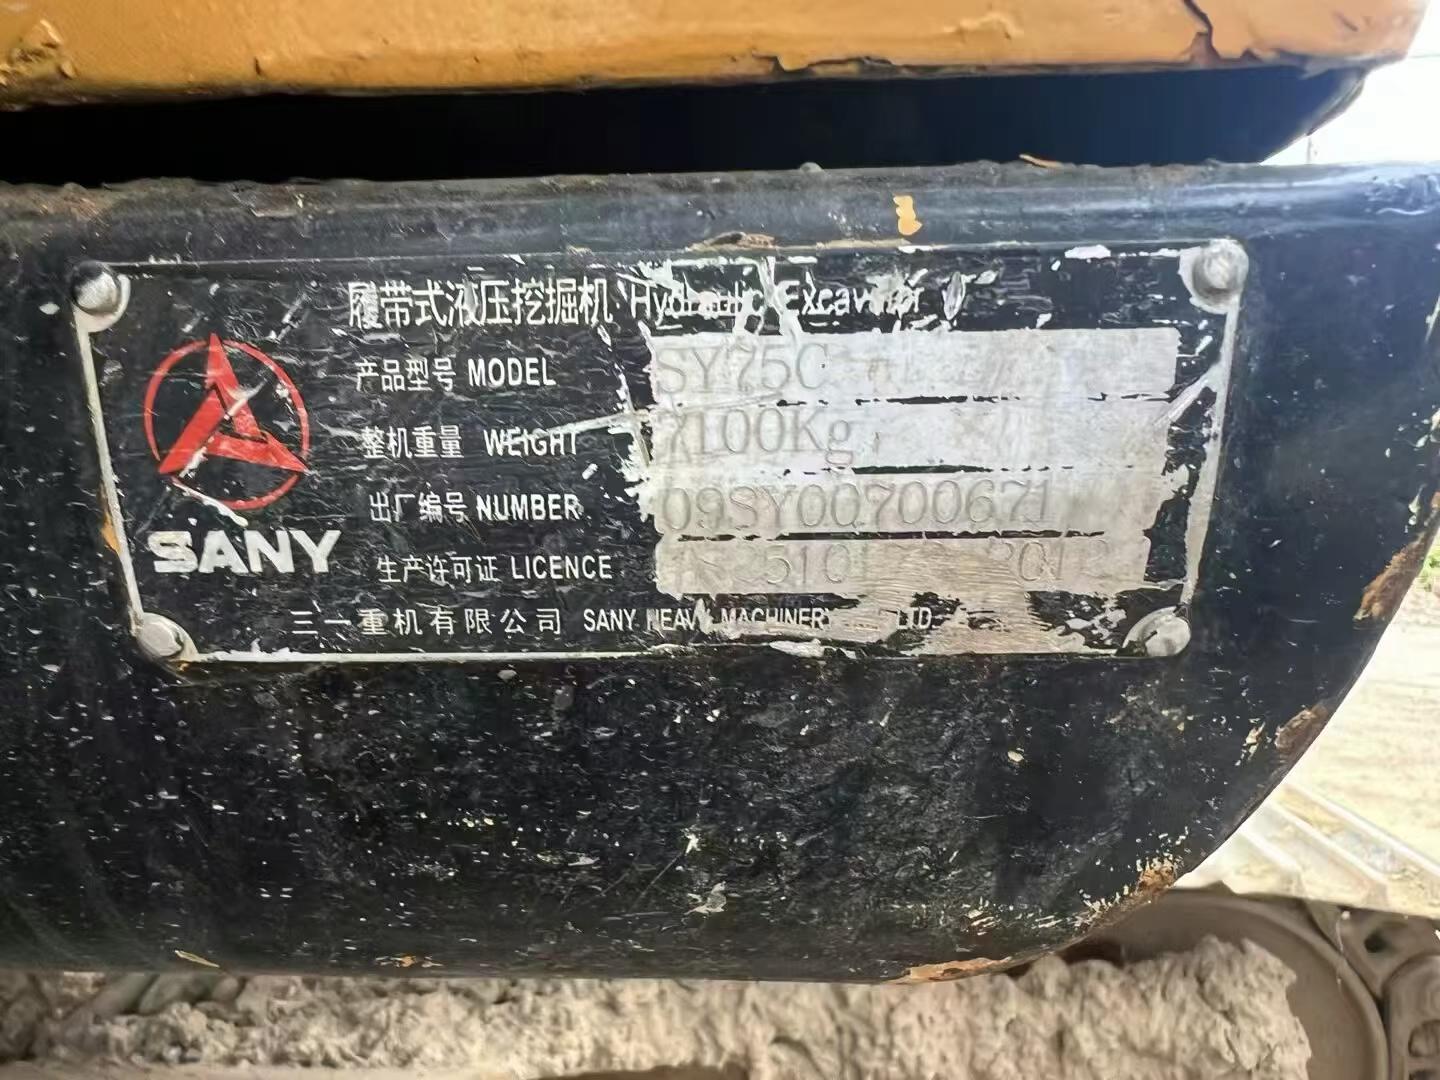 履带式液压挖掘机 Hydraulic Excavator
产品型号 MODEL SY75C
整机重量 WEIGHT 7100Kg
出厂编号 NUMBER 09SY00700671
生产许可证 LICENCE
SANY
三一重机有限公司 SANY HEAVY MACHINERY LTD